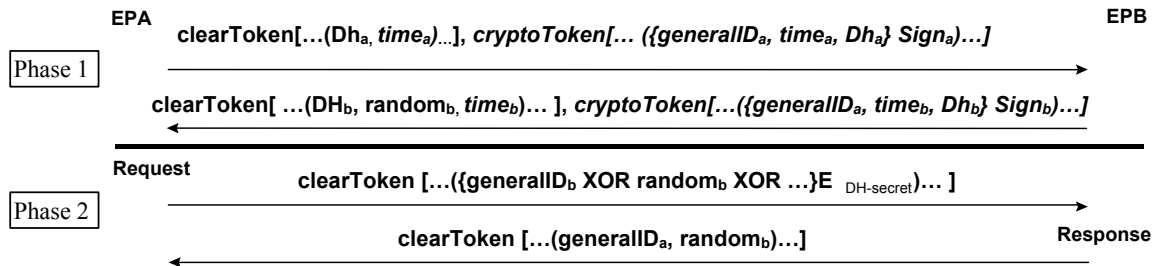 EPA EPB
clearToken[…(Dha, timea)...], cryptoToken[… ({generalIDa, timea, Dha} Signa)…]
Phase 1
clearToken[ …(DHb, randomb, timeb)… ], cryptoToken[…({generalIDa, timeb, Dhb} Signb)…]
Request
clearToken […({generalIDb XOR randomb XOR …}E DH-secret)… ]
Phase 2
clearToken […(generalIDa, randomb)…]
Response